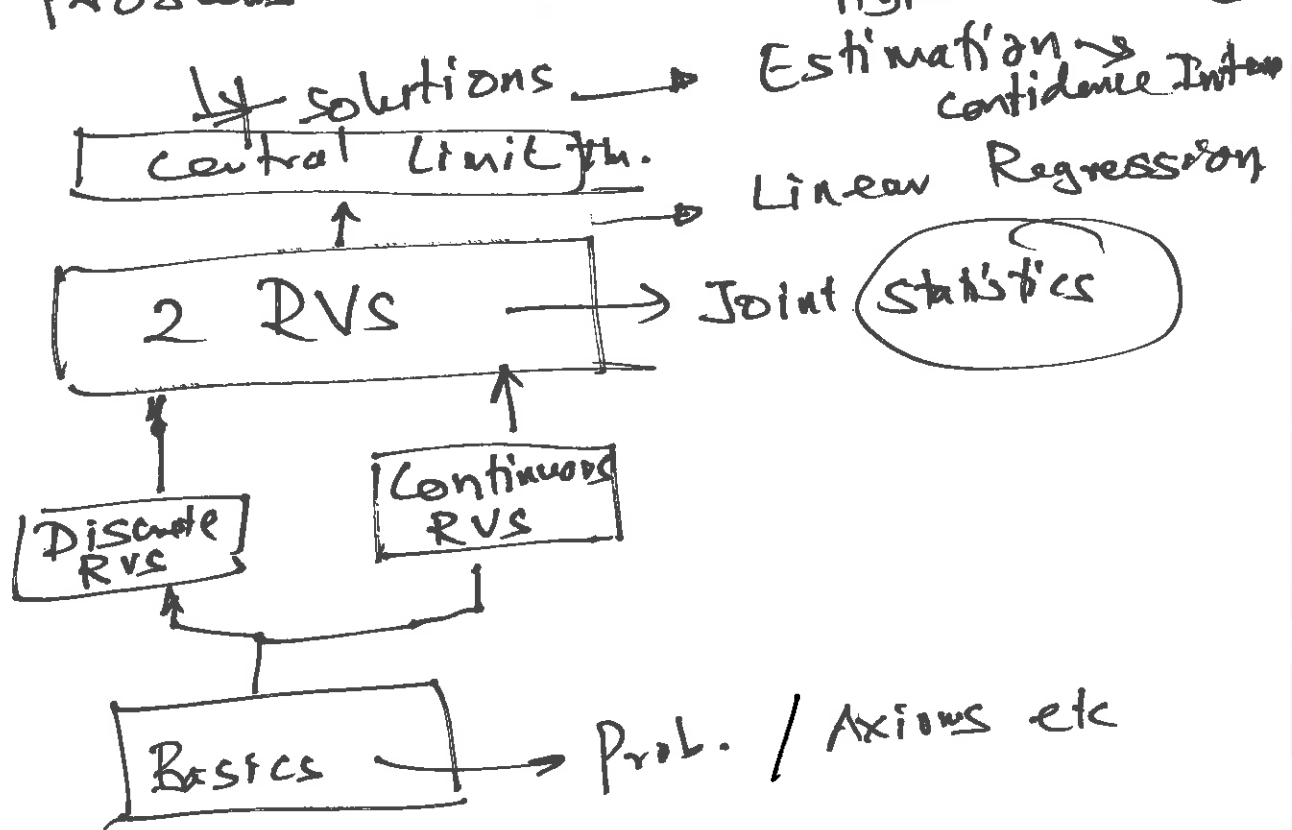 Estimation →
solutions → Confidence
Central Limit Th.
Linear Regression
2 RVS → Joint Statistics
Continuous
RVS
Discrete
RVS
Basics → Prob. / Axioms etc